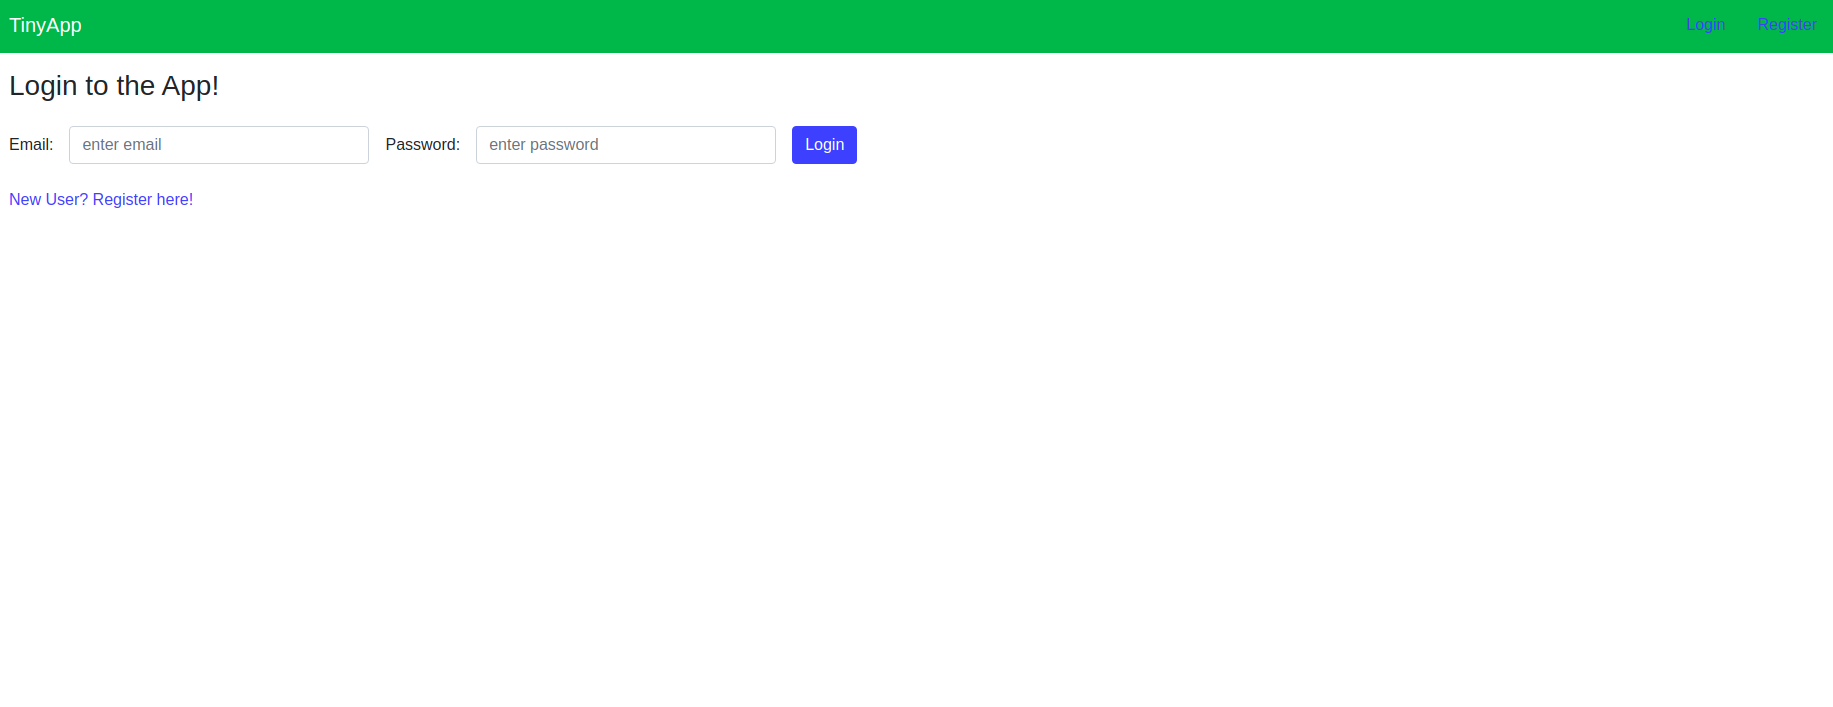 TinyApp Login Register
Login to the App!
Email: enter email Password: enter password Login
New User? Register here!